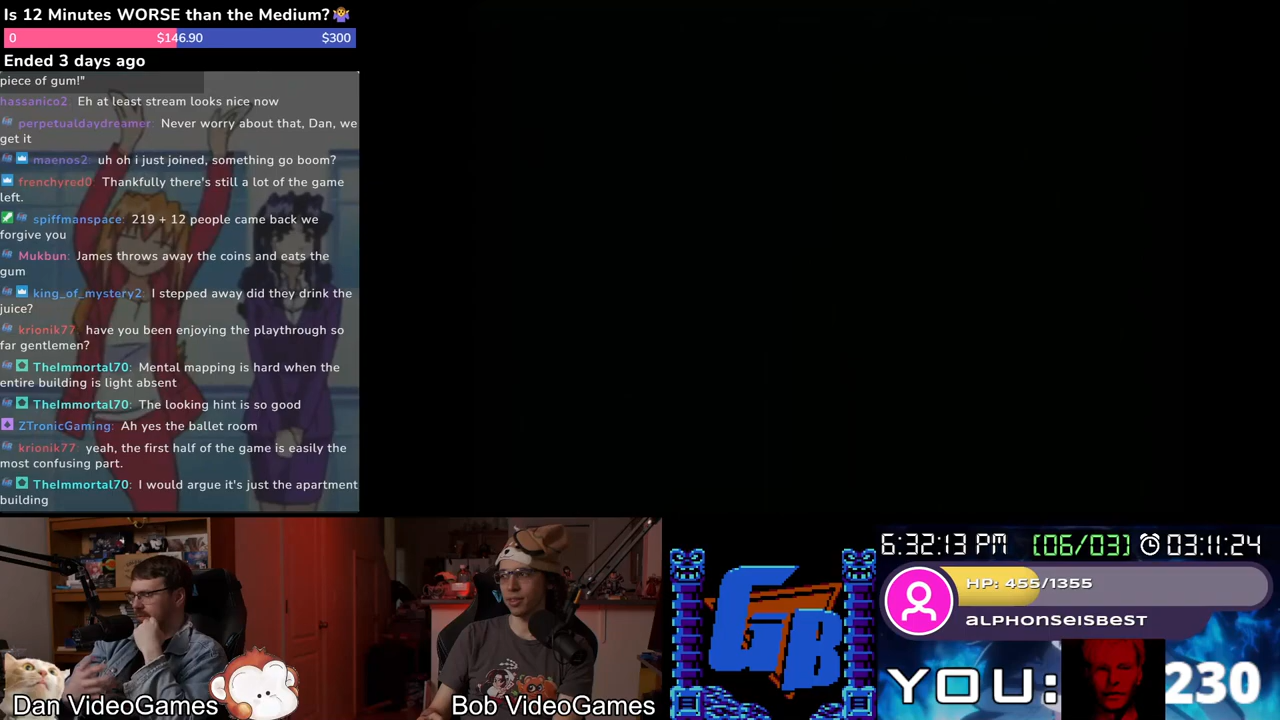 Is 12 Minutes WORSE than the Medium?🤷
0 $146.90 $300
Ended 3 days ago
piece of gum!"
hassanico2: Eh at least stream looks nice now
perpetualdaydreamer: Never worry about that, Dan, we
get it
maenos2: uh oh i just joined, something go boom?
frenchyred0: Thankfully there's still a lot of the game
left.
spiffmanspace: 219 + 12 people came back we
forgive you
Mukbun: James throws away the coins and eats the
gum
king_of_mystery2: I stepped away did they drink the
juice?
krionik77: have you been enjoying the playthrough so
far gentlemen?
TheImmortal70: Mental mapping is hard when the
entire building is light absent
TheImmortal70: The looking hint is so good
ZTronicGaming: Ah yes the ballet room
krionik77: yeah, the first half of the game is easily the
most confusing part.
TheImmortal70: I would argue it's just the apartment
building
Dan VideoGames
Bob VideoGames
GB
6:32:13 PM [06/03] 03:11:24
HP: 455/1355
ALPHONSEISBEST
YOU: 230